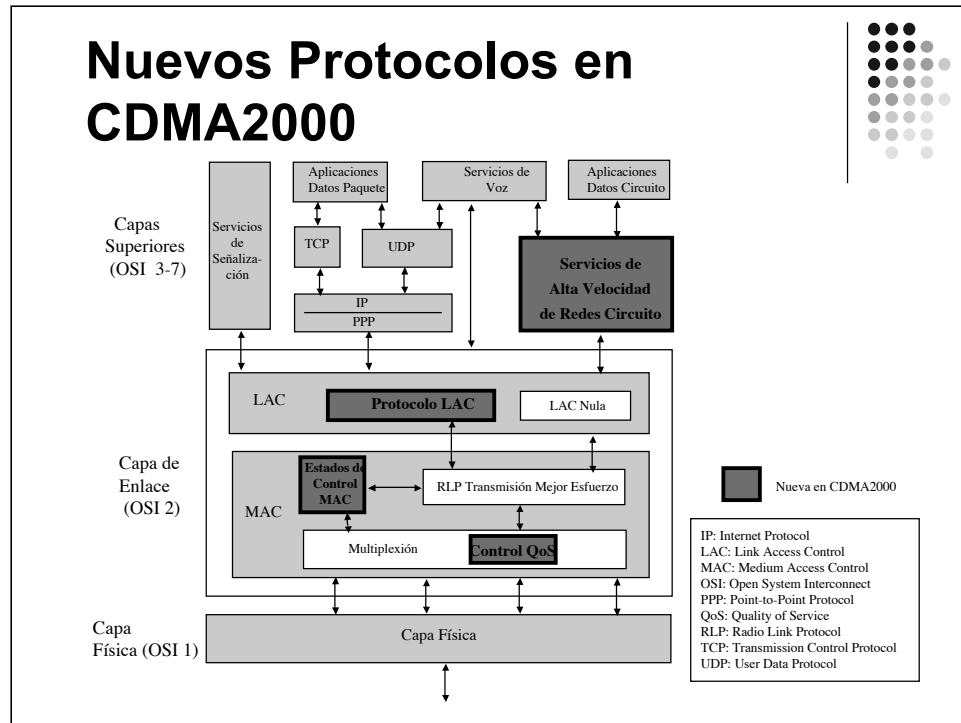 Nuevos Protocolos en
CDMA2000
Capas
Superiores
(OSI 3-7)
Servicios
de
Señaliza-
ción
Aplicaciones
Datos Paquete
Servicios de
Voz
Aplicaciones
Datos Circuito
TCP
UDP
IP
PPP
Servicios de
Alta Velocidad
de Redes Circuito
Capa de
Enlace
(OSI 2)
LAC
Protocolo LAC
LAC Nula
MAC
Estados de
Control
MAC
RLP Transmisión Mejor Esfuerzo
Multiplexión
Control QoS
Capa
Física (OSI 1)
Capa Física
Nueva en CDMA2000
IP: Internet Protocol
LAC: Link Access Control
MAC: Medium Access Control
OSI: Open System Interconnect
PPP: Point-to-Point Protocol
QoS: Quality of Service
RLP: Radio Link Protocol
TCP: Transmission Control Protocol
UDP: User Data Protocol